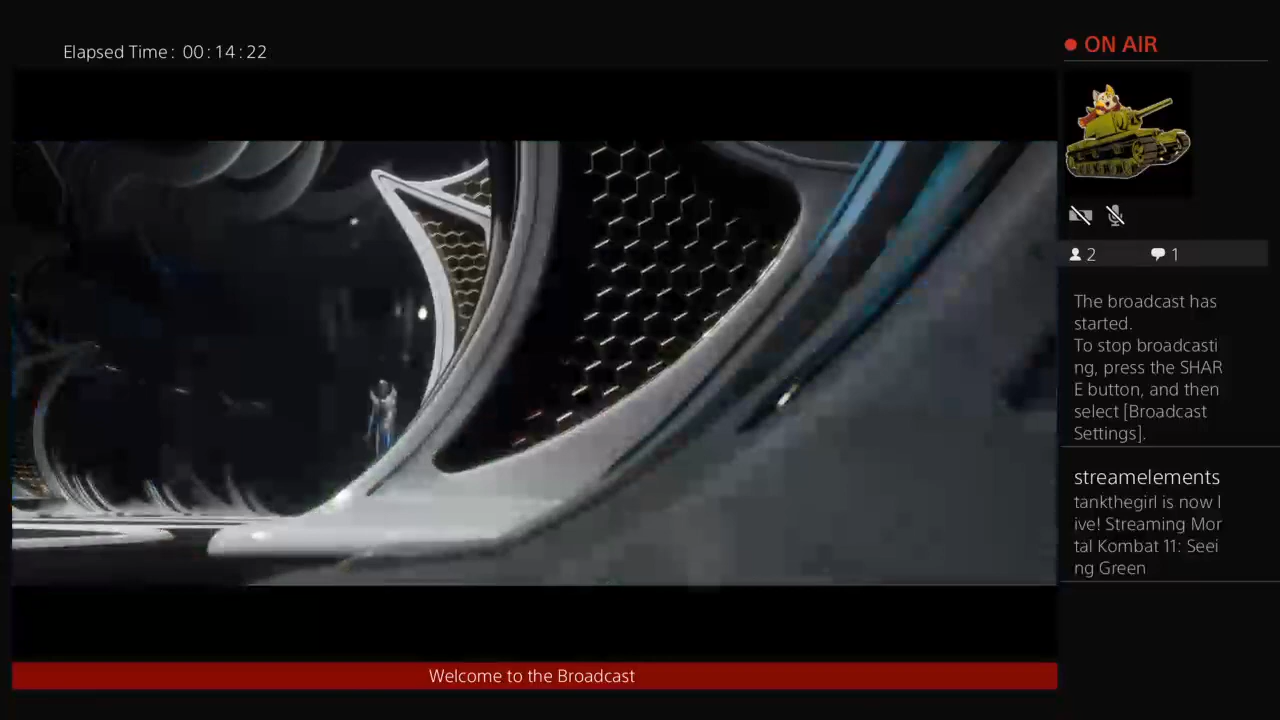 Elapsed Time: 00:14:22
ON AIR
2
1
The broadcast has
started.
To stop broadcasti
ng, press the SHAR
E button, and then
select [Broadcast
Settings].
streamelements
tankthegirl is now l
ive! Streaming Mor
tal Kombat 11: Seei
ng Green
Welcome to the Broadcast